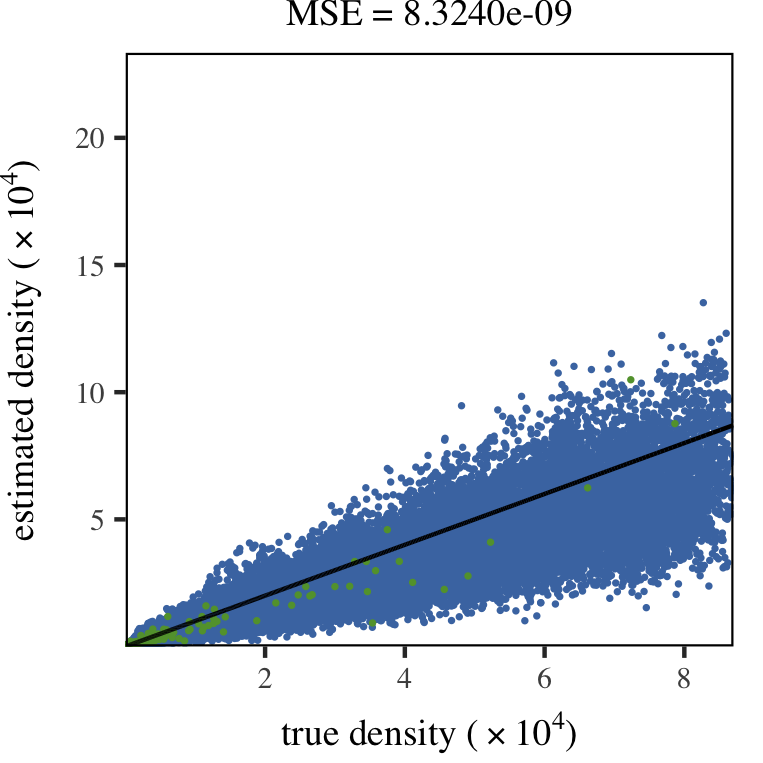 MSE = 8.3240e-09
estimated density ( × 10⁴)
20
15
10
5
2 4 6 8
true density ( × 10⁴)